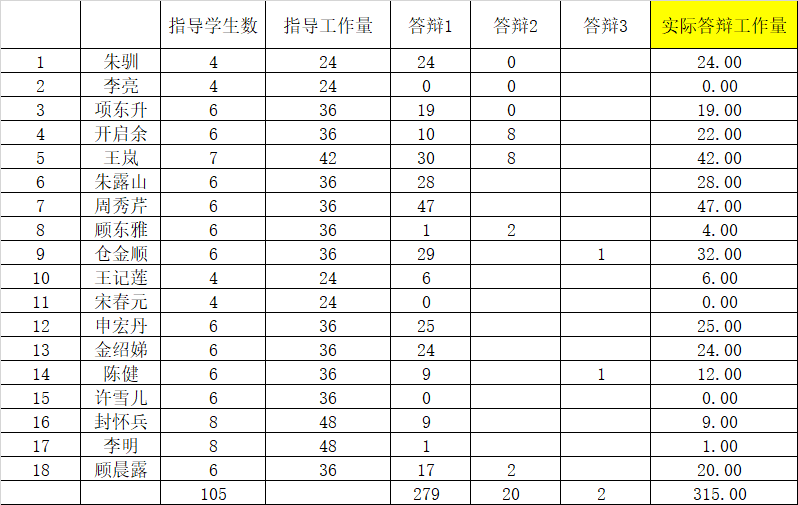 指导学生数 指导工作量 答辩1 答辩2 答辩3 实际答辩工作量
1 朱驯 4 24 24 0 24.00
2 李亮 4 24 0 0 0.00
3 项东升 6 36 19 0 19.00
4 开启余 6 36 10 8 22.00
5 王岚 7 42 30 8 42.00
6 朱露山 6 36 28 28.00
7 周秀芹 6 36 47 47.00
8 顾东雅 6 36 1 2 4.00
9 仓金顺 6 36 29 1 32.00
10 王记莲 4 24 6 6.00
11 宋春元 4 24 0 0.00
12 申宏丹 6 36 25 25.00
13 金绍娣 6 36 24 24.00
14 陈健 6 36 9 1 12.00
15 许雪儿 6 36 0 0.00
16 封怀兵 8 48 9 9.00
17 李明 8 48 1 1.00
18 顾晨露 6 36 17 2 20.00
105 279 20 2 315.00